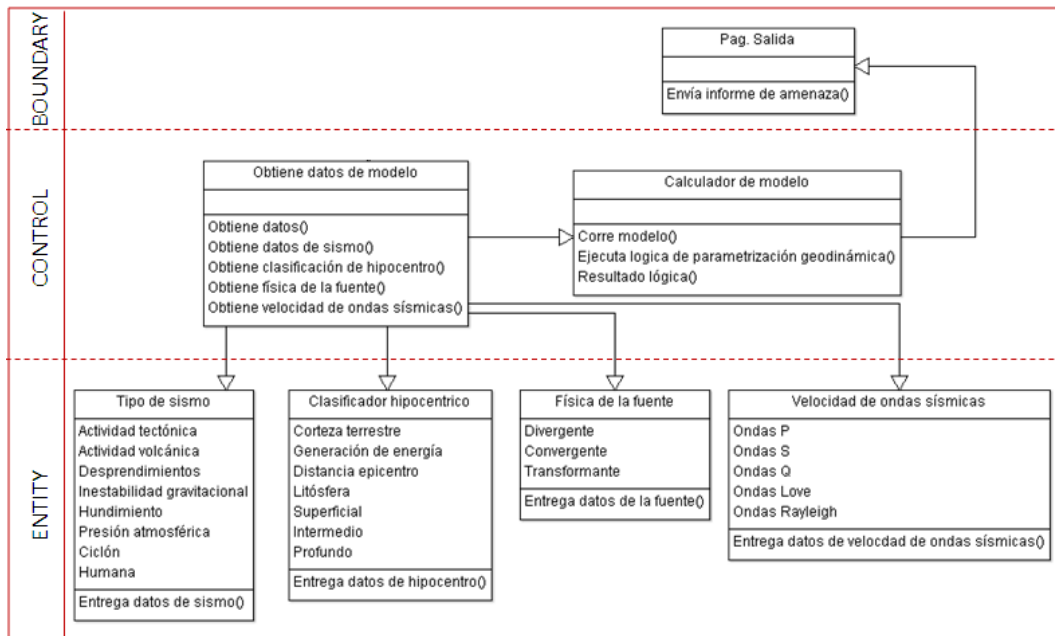 BOUNDARY
Pag. Salida
Envía informe de amenaza()
CONTROL
Obtiene datos de modelo
Obtiene datos()
Obtiene datos de sismo()
Obtiene clasificación de hipocentro()
Obtiene física de la fuente()
Obtiene velocidad de ondas sísmicas()
Calculador de modelo
Corre modelo()
Ejecuta logica de parametrización geodinámica()
Resultado lógica()
ENTITY
Tipo de sismo
Actividad tectónica
Actividad volcánica
Desprendimientos
Inestabilidad gravitacional
Hundimiento
Presión atmosférica
Ciclón
Humana
Entrega datos de sismo()
Clasificador hipocentrico
Corteza terrestre
Generación de energía
Distancia epicentro
Litósfera
Superficial
Intermedio
Profundo
Entrega datos de hipocentro()
Física de la fuente
Divergente
Convergente
Transformante
Entrega datos de la fuente()
Velocidad de ondas sísmicas
Ondas P
Ondas S
Ondas Q
Ondas Love
Ondas Rayleigh
Entrega datos de velocdad de ondas sísmicas()